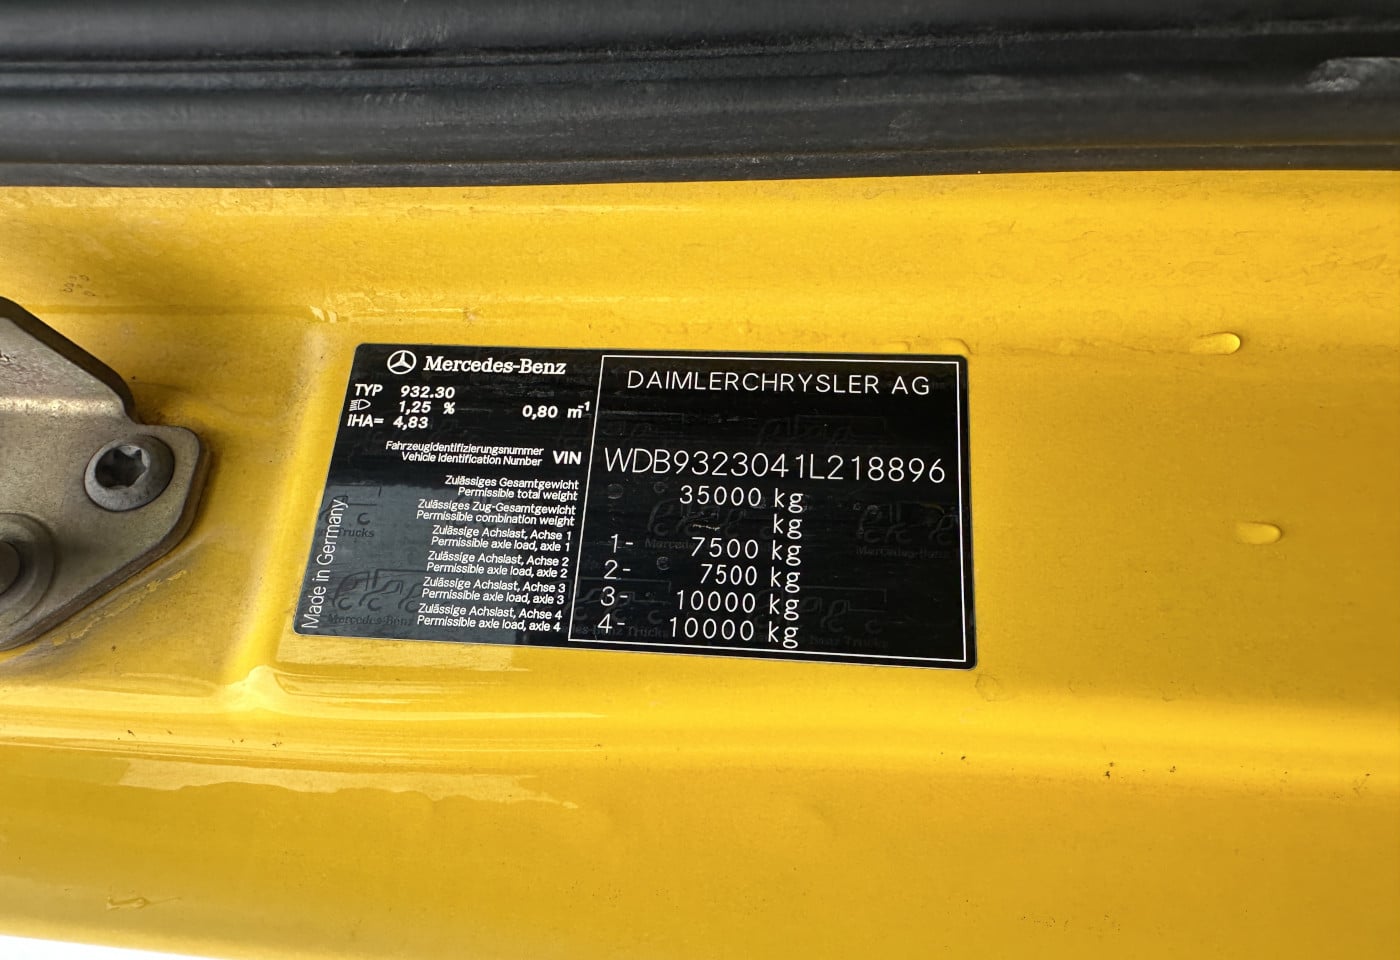 Mercedes-Benz
TYP 932.30
1,25 % 0,80 m⁻¹
IHA= 4,83
DAIMLERCHRYSLER AG
Fahrzeugidentifizierungsnummer
Vehicle Identification Number VIN WDB9323041L218896
Zulässiges Gesamtgewicht
Permissible total weight 35000 kg
Zulässiges Zug-Gesamtgewicht
Permissible combination weight kg
Zulässige Achslast, Achse 1
Permissible axle load, axle 1 1- 7500 kg
Zulässige Achslast, Achse 2
Permissible axle load, axle 2 2- 7500 kg
Zulässige Achslast, Achse 3
Permissible axle load, axle 3 3- 10000 kg
Zulässige Achslast, Achse 4
Permissible axle load, axle 4 4- 10000 kg
Made in Germany